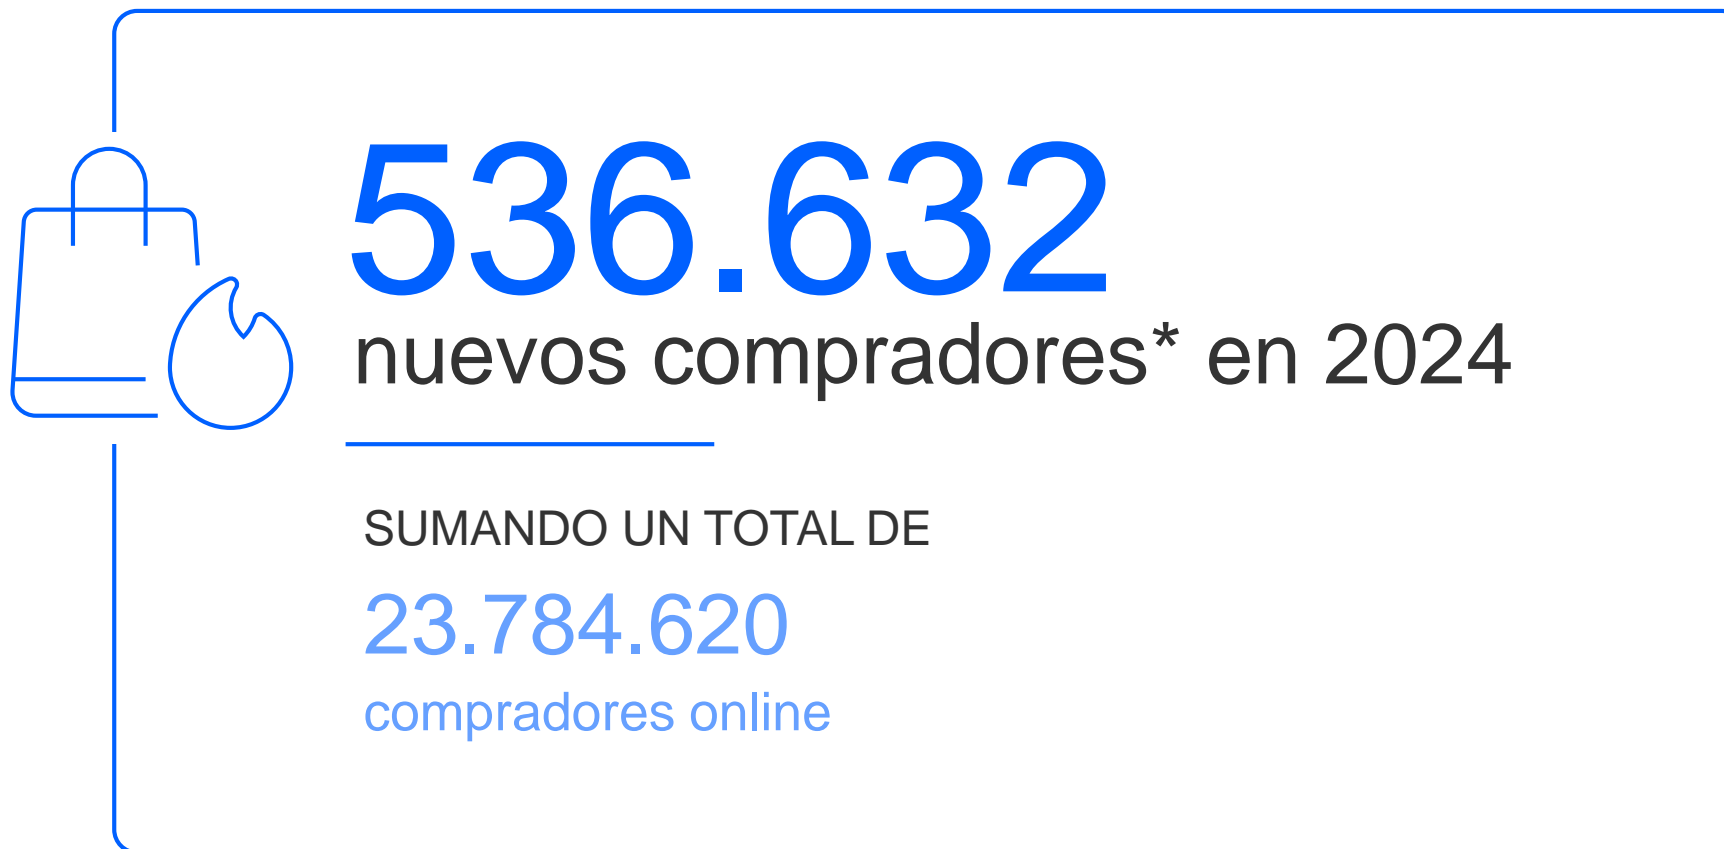 536.632
nuevos compradores* en 2024
SUMANDO UN TOTAL DE
23.784.620
compradores online